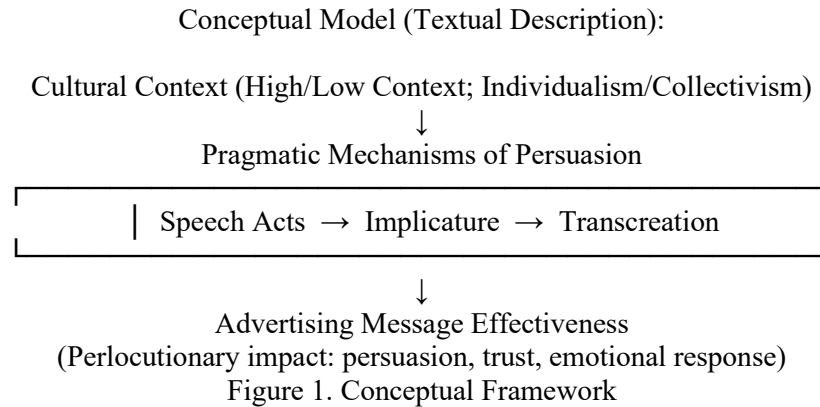 Conceptual Model (Textual Description):
Cultural Context (High/Low Context; Individualism/Collectivism)
↓
Pragmatic Mechanisms of Persuasion
│ Speech Acts → Implicature → Transcreation
↓
Advertising Message Effectiveness
(Perlocutionary impact: persuasion, trust, emotional response)
Figure 1. Conceptual Framework